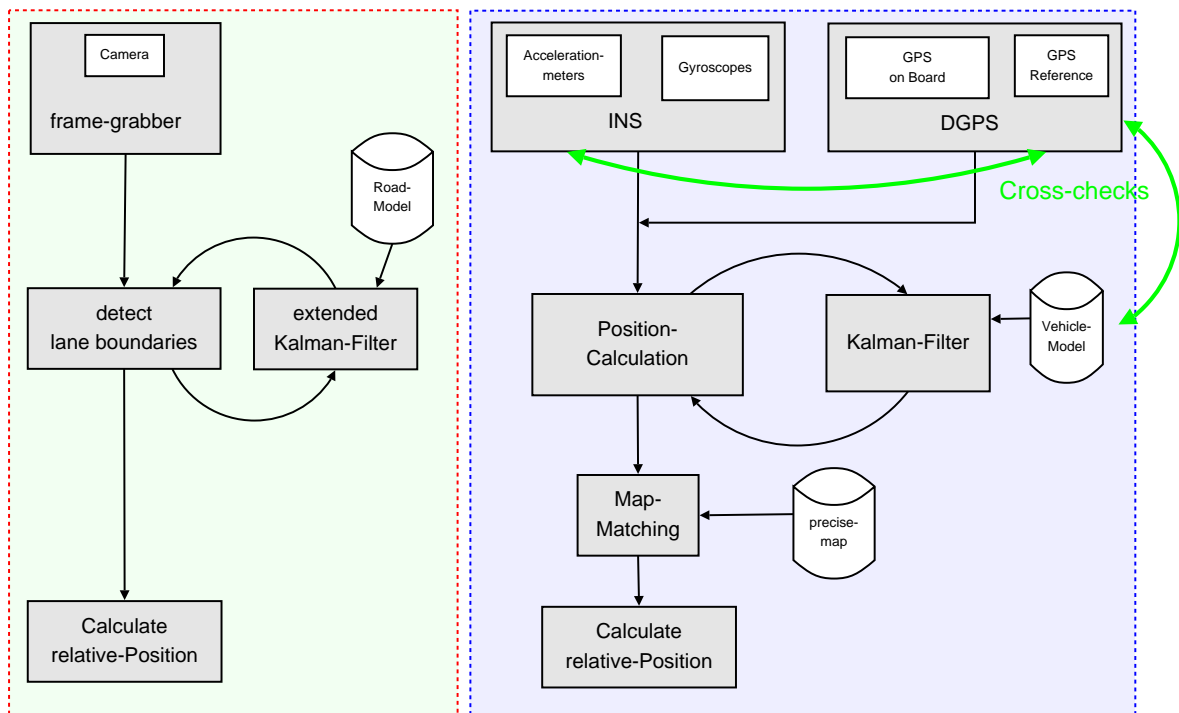 Camera
frame-grabber
Road-
Model
detect
lane boundaries
extended
Kalman-Filter
Calculate
relative-Position
Acceleration-
meters
Gyroscopes
INS
GPS
on Board
GPS
Reference
DGPS
Cross-checks
Position-
Calculation
Kalman-Filter
Vehicle-
Model
Map-
Matching
precise-
map
Calculate
relative-Position